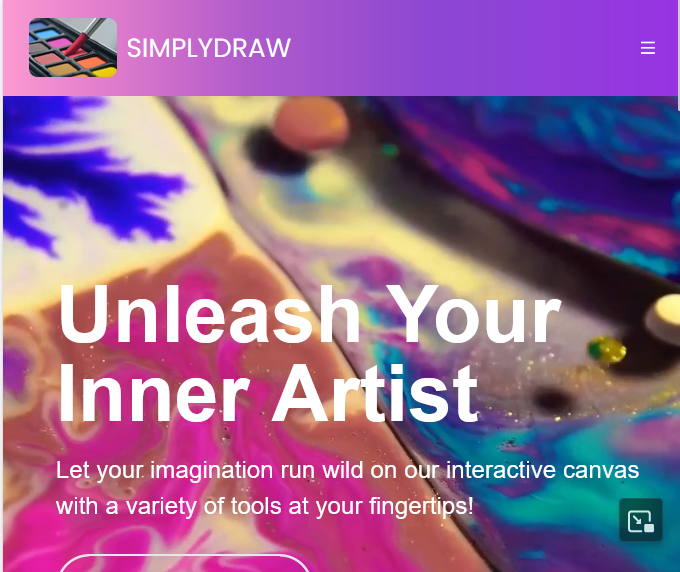 SIMPLYDRAW
Unleash Your
Inner Artist
Let your imagination run wild on our interactive canvas
with a variety of tools at your fingertips!